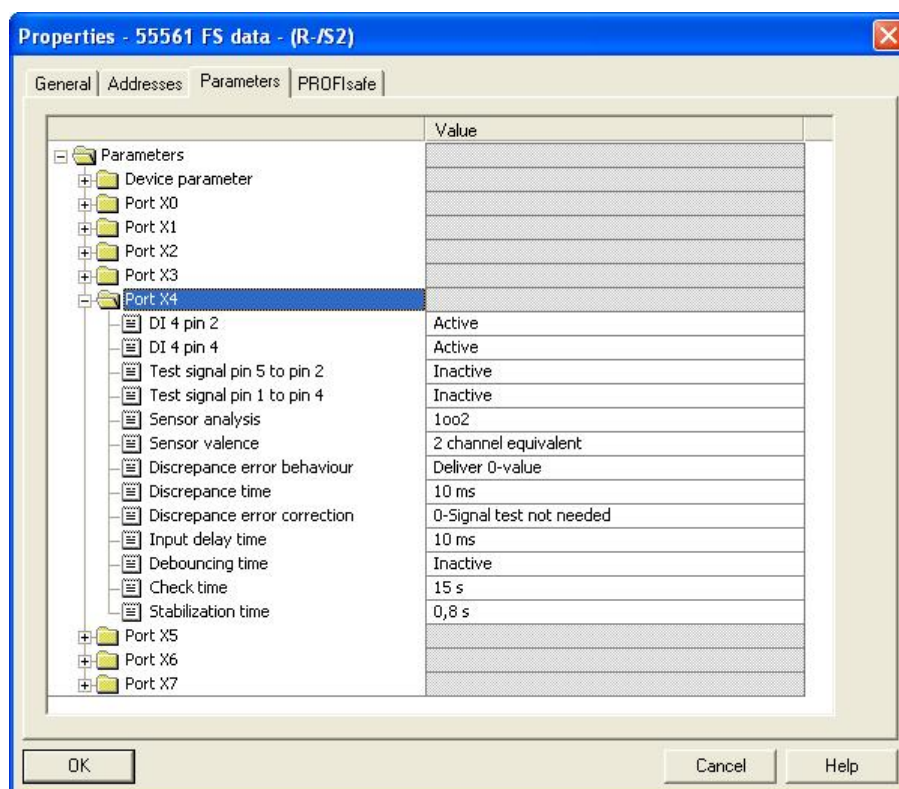 Properties - 55561 FS data - (R-/S2)
General Addresses Parameters PROFIsafe
Value
Parameters
Device parameter
Port X0
Port X1
Port X2
Port X3
Port X4
DI 4 pin 2 Active
DI 4 pin 4 Active
Test signal pin 5 to pin 2 Inactive
Test signal pin 1 to pin 4 Inactive
Sensor analysis 1oo2
Sensor valence 2 channel equivalent
Discrepance error behaviour Deliver 0-value
Discrepance time 10 ms
Discrepance error correction 0-Signal test not needed
Input delay time 10 ms
Debouncing time Inactive
Check time 15 s
Stabilization time 0,8 s
Port X5
Port X6
Port X7
OK Cancel Help